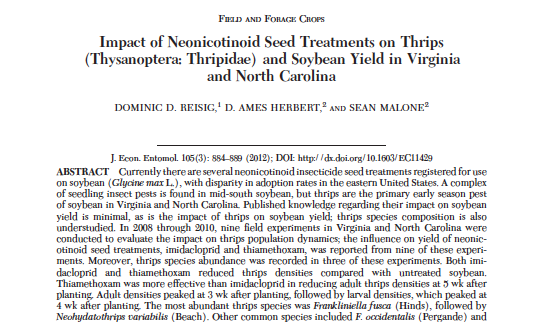 FIELD AND FORAGE CROPS
Impact of Neonicotinoid Seed Treatments on Thrips
(Thysanoptera: Thripidae) and Soybean Yield in Virginia
and North Carolina
DOMINIC D. REISIG,1 D. AMES HERBERT,2 AND SEAN MALONE2
J. Econ. Entomol. 105(3): 884–889 (2012); DOI: http://dx.doi.org/10.1603/EC11429
ABSTRACT Currently there are several neonicotinoid insecticide seed treatments registered for use
on soybean (Glycine max L.), with disparity in adoption rates in the eastern United States. A complex
of seedling insect pests is found in mid-south soybean, but thrips are the primary early season pest
of soybean in Virginia and North Carolina. Published knowledge regarding their impact on soybean
yield is minimal, as is the impact of thrips on soybean yield; thrips species composition is also
understudied. In 2008 through 2010, nine field experiments in Virginia and North Carolina were
conducted to evaluate the impact on thrips population dynamics; the influence on yield of neonic-
otinoid seed treatments, imidacloprid and thiamethoxam, was reported from nine of these experi-
ments. Moreover, thrips species abundance was recorded in three of these experiments. Both imi-
dacloprid and thiamethoxam reduced thrips densities compared with untreated soybean.
Thiamethoxam was more effective than imidacloprid in reducing adult thrips densities at 5 wk after
planting. Adult densities peaked at 3 wk after planting, followed by larval densities, which peaked at
4 wk after planting. The most abundant thrips species was Frankliniella fusca (Hinds), followed by
Neohydatothrips variabilis (Beach). Other common species included F. occidentalis (Pergande) and